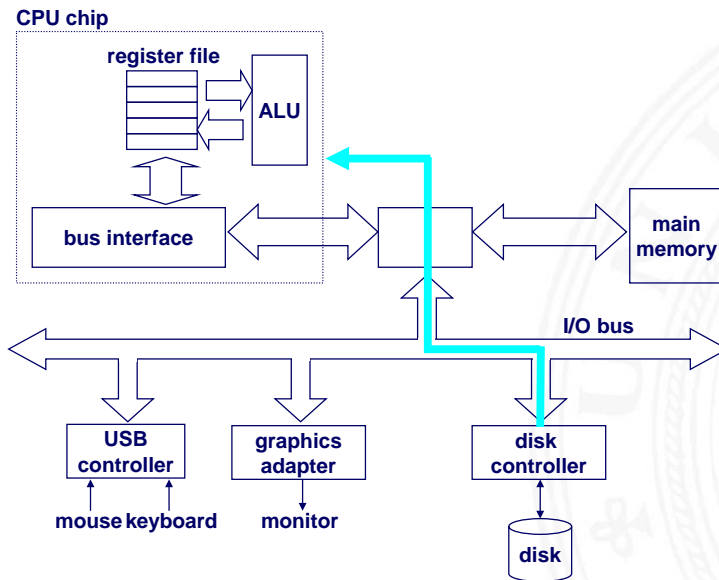 CPU chip
register file
ALU
bus interface
main
memory
I/O bus
USB
controller
graphics
adapter
disk
controller
mouse keyboard
monitor
disk